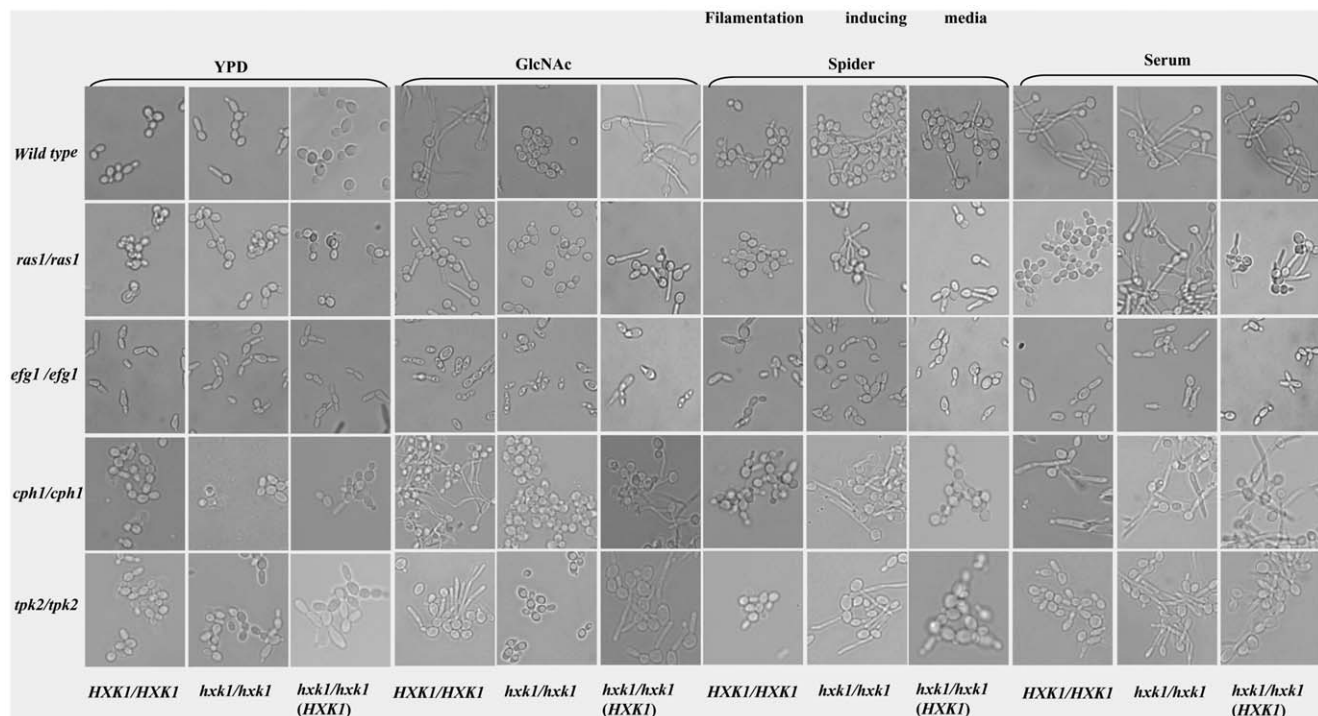 Filamentation inducing media
YPD GlcNAc Spider Serum
Wild type
ras1/ras1
efg1 /efg1
cph1/cph1
tpk2/tpk2
HXK1/HXK1 hxk1/hxk1 hxk1/hxk1 HXK1/HXK1 hxk1/hxk1 hxk1/hxk1 HXK1/HXK1 hxk1/hxk1 hxk1/hxk1 HXK1/HXK1 hxk1/hxk1 hxk1/hxk1
(HXK1) (HXK1) (HXK1) (HXK1)